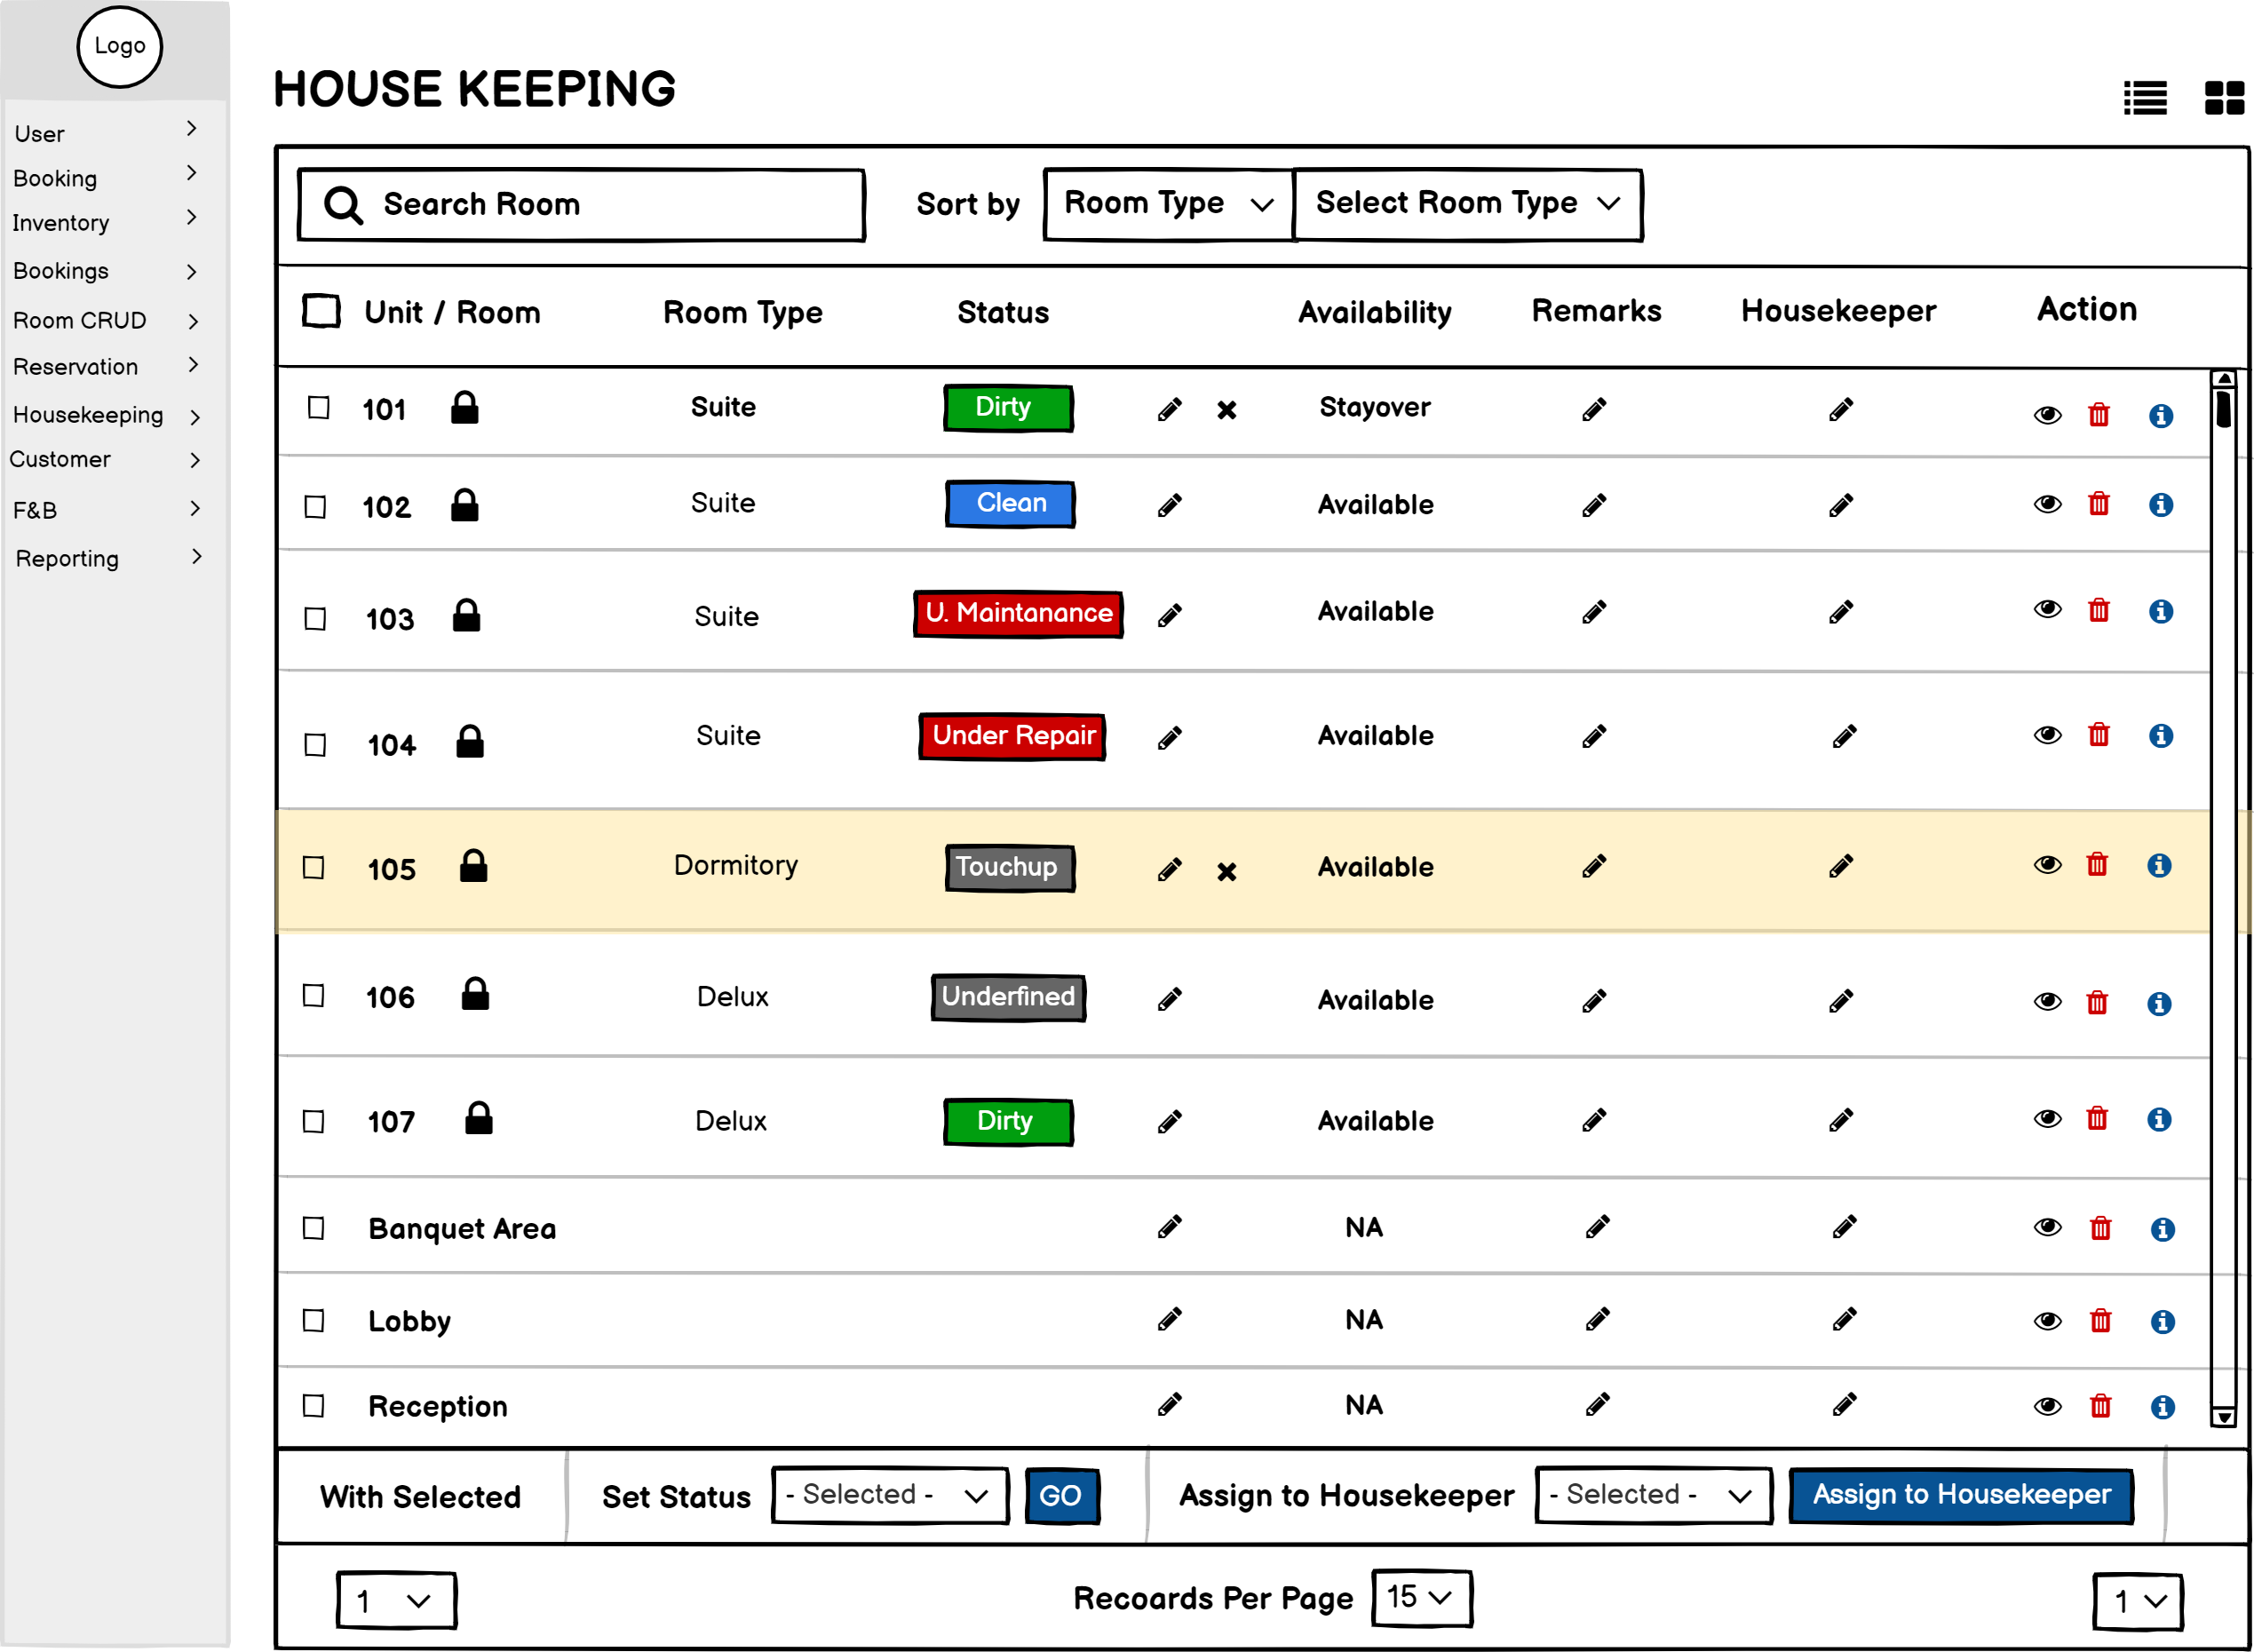 Logo
HOUSE KEEPING
User
Booking
Inventory
Bookings
Room CRUD
Reservation
Housekeeping
Customer
F&B
Reporting
Search Room Sort by Room Type Select Room Type
Unit / Room Room Type Status Availability Remarks Housekeeper Action
101 Suite Dirty Stayover
102 Suite Clean Available
103 Suite U. Maintanance Available
104 Suite Under Repair Available
105 Dormitory Touchup Available
106 Delux Underfined Available
107 Delux Dirty Available
Banquet Area NA
Lobby NA
Reception NA
With Selected Set Status - Selected - GO Assign to Housekeeper - Selected - Assign to Housekeeper
1 Recoards Per Page 15 1